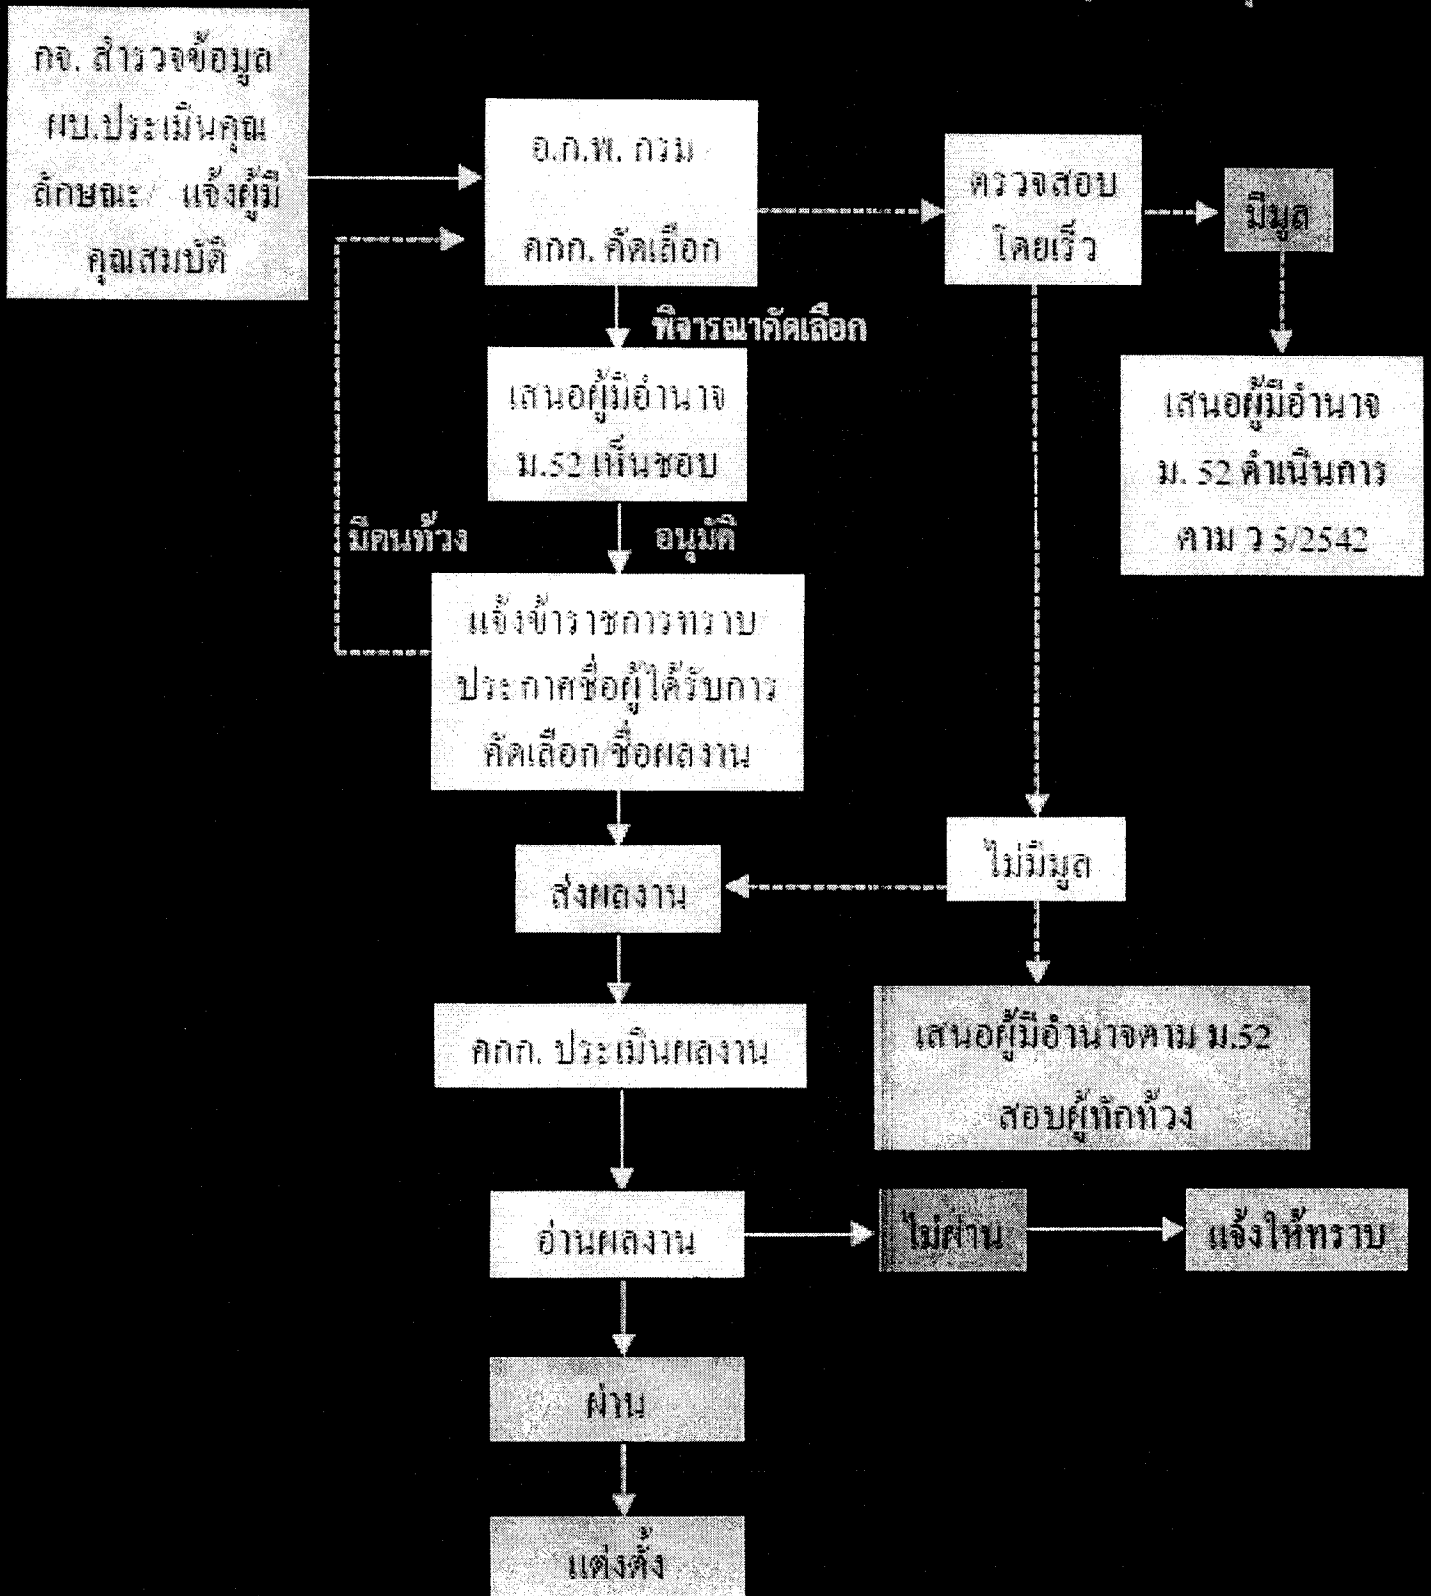 กจ. สำรวจข้อมูล
ผบ.ประเมินคุณ
ลักษณะ/ แจ้งผู้มี
คุณสมบัติ
อ.ก.พ. กรม
คกก. คัดเลือก
ตรวจสอบ
โดยเร็ว
มีมูล
พิจารณาคัดเลือก
เสนอผู้มีอำนาจ
ม.52 เห็นชอบ
เสนอผู้มีอำนาจ
ม. 52 ดำเนินการ
ตาม ว 5/2542
มีคนท้วง
อนุมัติ
แจ้งข้าราชการทราบ
ประกาศชื่อผู้ได้รับการ
คัดเลือก/ชื่อผลงาน
ไม่มีมูล
ส่งผลงาน
คกก. ประเมินผลงาน
เสนอผู้มีอำนาจตาม ม.52
สอบผู้ทักท้วง
อ่านผลงาน
ไม่ผ่าน
แจ้งให้ทราบ
ผ่าน
แต่งตั้ง